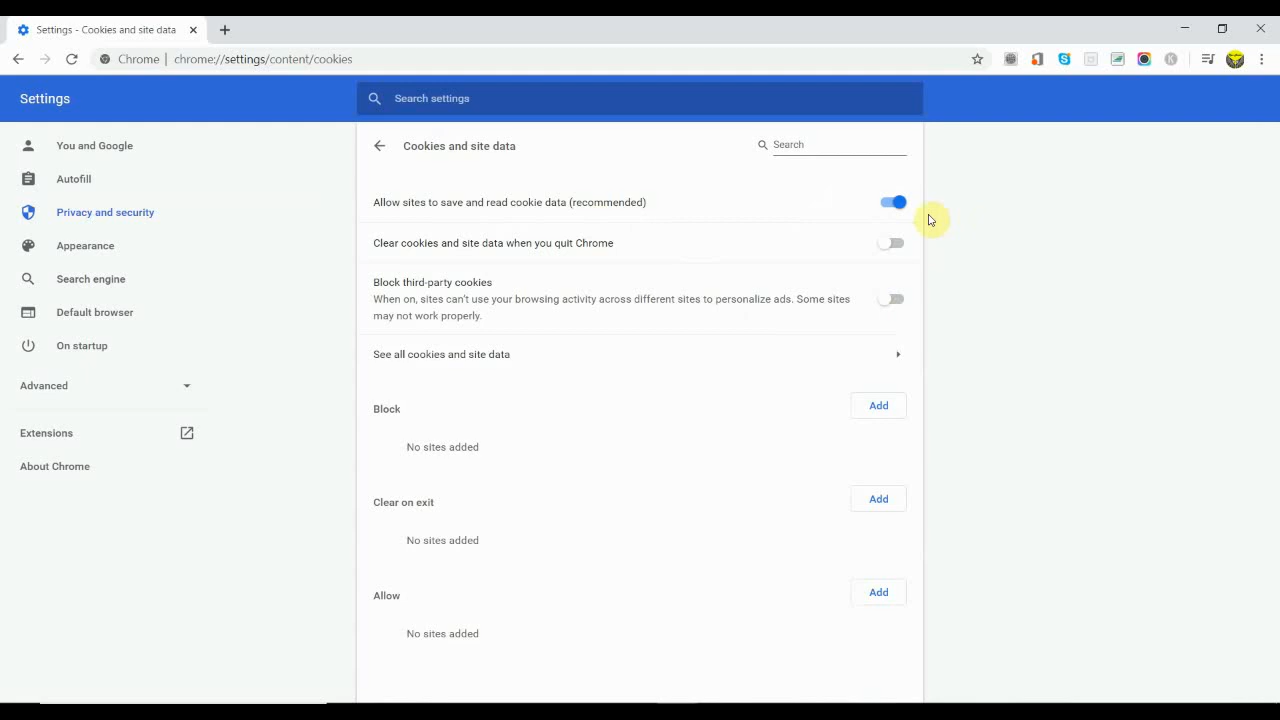 Settings - Cookies and site data
Chrome | chrome://settings/content/cookies
Settings
Search settings
You and Google
Autofill
Privacy and security
Appearance
Search engine
Default browser
On startup
Advanced
Extensions
About Chrome
Cookies and site data
Search
Allow sites to save and read cookie data (recommended)
Clear cookies and site data when you quit Chrome
Block third-party cookies
When on, sites can't use your browsing activity across different sites to personalize ads. Some sites
may not work properly.
See all cookies and site data
Block
Add
No sites added
Clear on exit
Add
No sites added
Allow
Add
No sites added